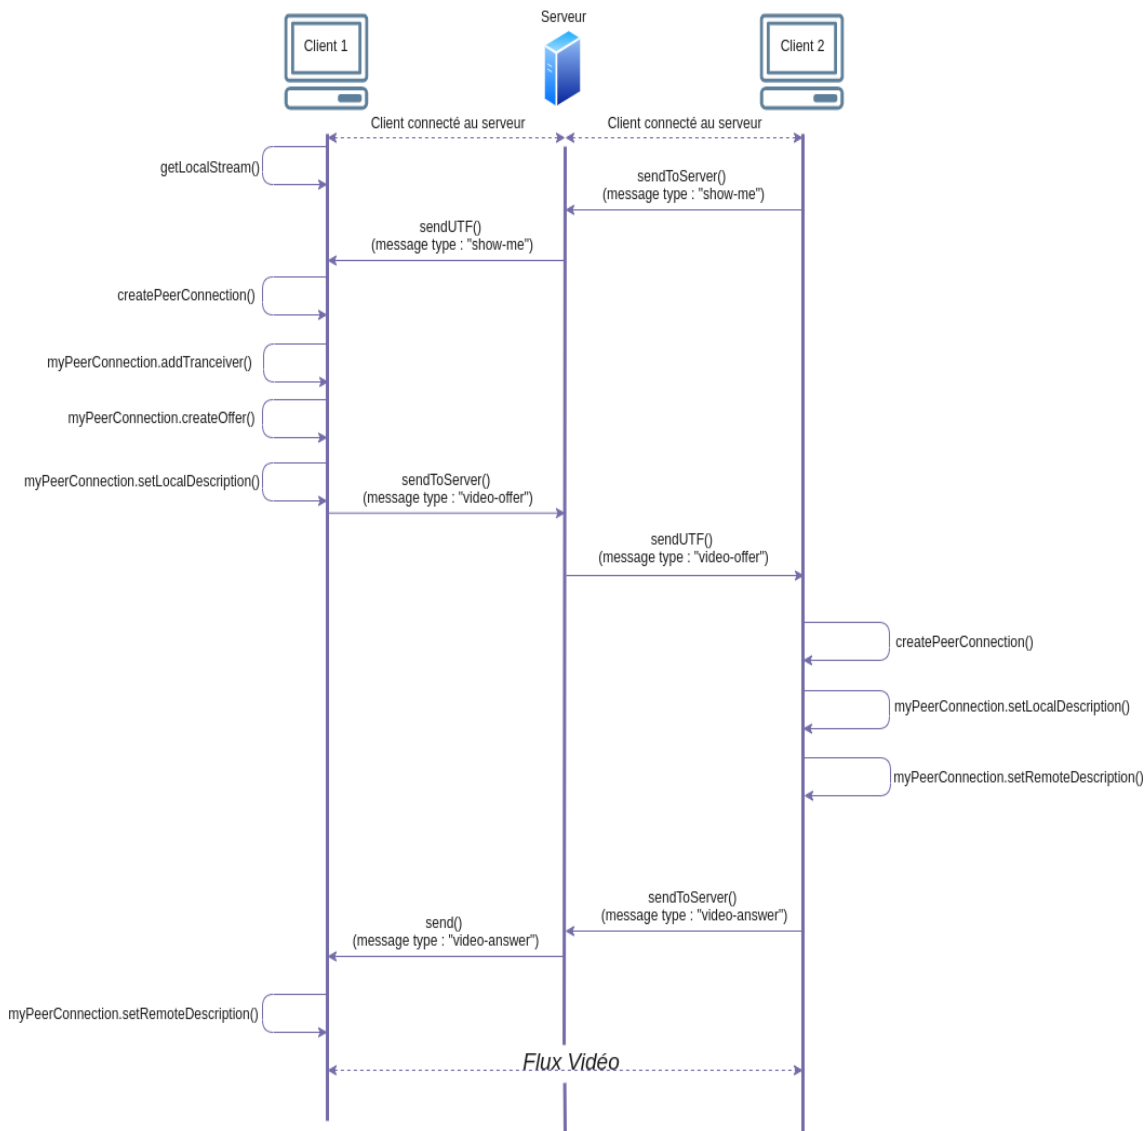 Serveur
Client 1
Client 2
Client connecté au serveur
Client connecté au serveur
getLocalStream()
sendToServer()
(message type : "show-me")
sendUTF()
(message type : "show-me")
createPeerConnection()
myPeerConnection.addTranceiver()
myPeerConnection.createOffer()
myPeerConnection.setLocalDescription()
sendToServer()
(message type : "video-offer")
sendUTF()
(message type : "video-offer")
createPeerConnection()
myPeerConnection.setLocalDescription()
myPeerConnection.setRemoteDescription()
sendToServer()
(message type : "video-answer")
send()
(message type : "video-answer")
myPeerConnection.setRemoteDescription()
Flux Vidéo